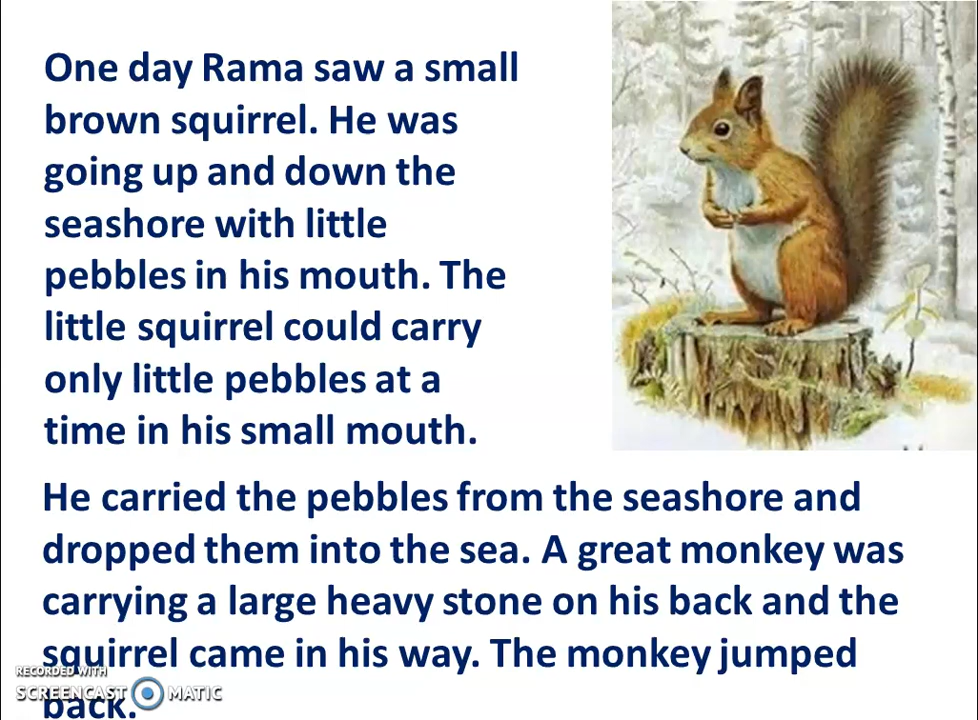 One day Rama saw a small
brown squirrel. He was
going up and down the
seashore with little
pebbles in his mouth. The
little squirrel could carry
only little pebbles at a
time in his small mouth.
He carried the pebbles from the seashore and
dropped them into the sea. A great monkey was
carrying a large heavy stone on his back and the
squirrel came in his way. The monkey jumped
back.
RECORDED WITH
SCREENCAST MATIC